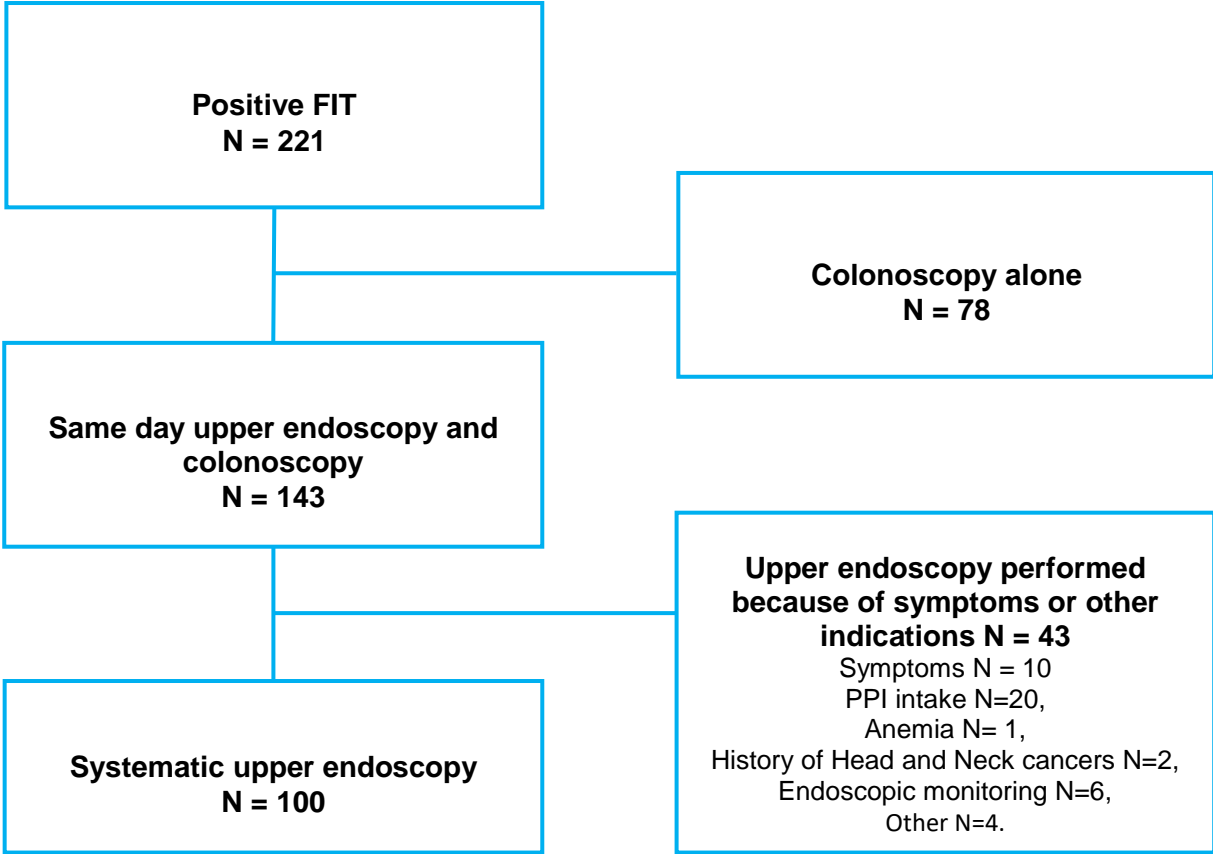 Positive FIT
N = 221
Colonoscopy alone
N = 78
Same day upper endoscopy and
colonoscopy
N = 143
Upper endoscopy performed
because of symptoms or other
indications N = 43
Symptoms N = 10
PPI intake N=20,
Anemia N= 1,
History of Head and Neck cancers N=2,
Endoscopic monitoring N=6,
Other N=4.
Systematic upper endoscopy
N = 100